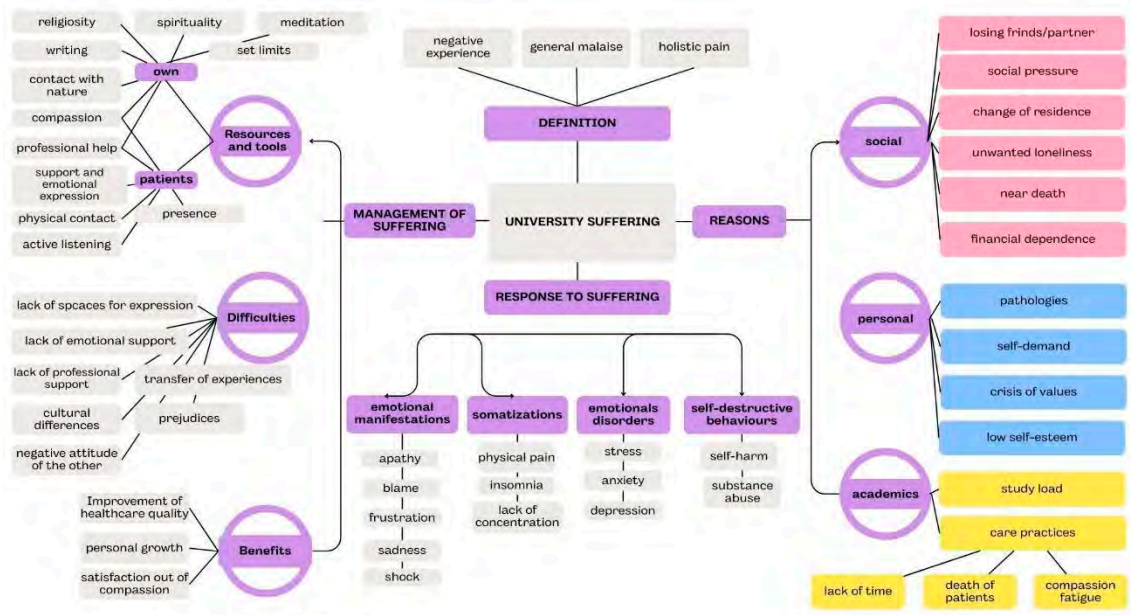 religiosity
spirituality
meditation
writing
set limits
own
contact with
nature
compassion
professional help
support and
emotional
expression
patients
physical contact
presence
active listening
Resources
and tools
lack of spcaces for expression
lack of emotional support
lack of professional
support
transfer of experiences
cultural
differences
prejudices
negative attitude
of the other
Difficulties
Improvement of
healthcare quality
personal growth
satisfaction out of
compassion
Benefits
MANAGEMENT OF
SUFFERING
negative
experience
general malaise
holistic pain
DEFINITION
UNIVERSITY SUFFERING
RESPONSE TO SUFFERING
emotional
manifestations
apathy
blame
frustration
sadness
shock
somatizations
physical pain
insomnia
lack of
concentration
emotionals
disorders
stress
anxiety
depression
self-destructive
behaviours
self-harm
substance
abuse
REASONS
social
losing frinds/partner
social pressure
change of residence
unwanted loneliness
near death
financial dependence
personal
pathologies
self-demand
crisis of values
low self-esteem
academics
study load
care practices
lack of time
death of
patients
compassion
fatigue